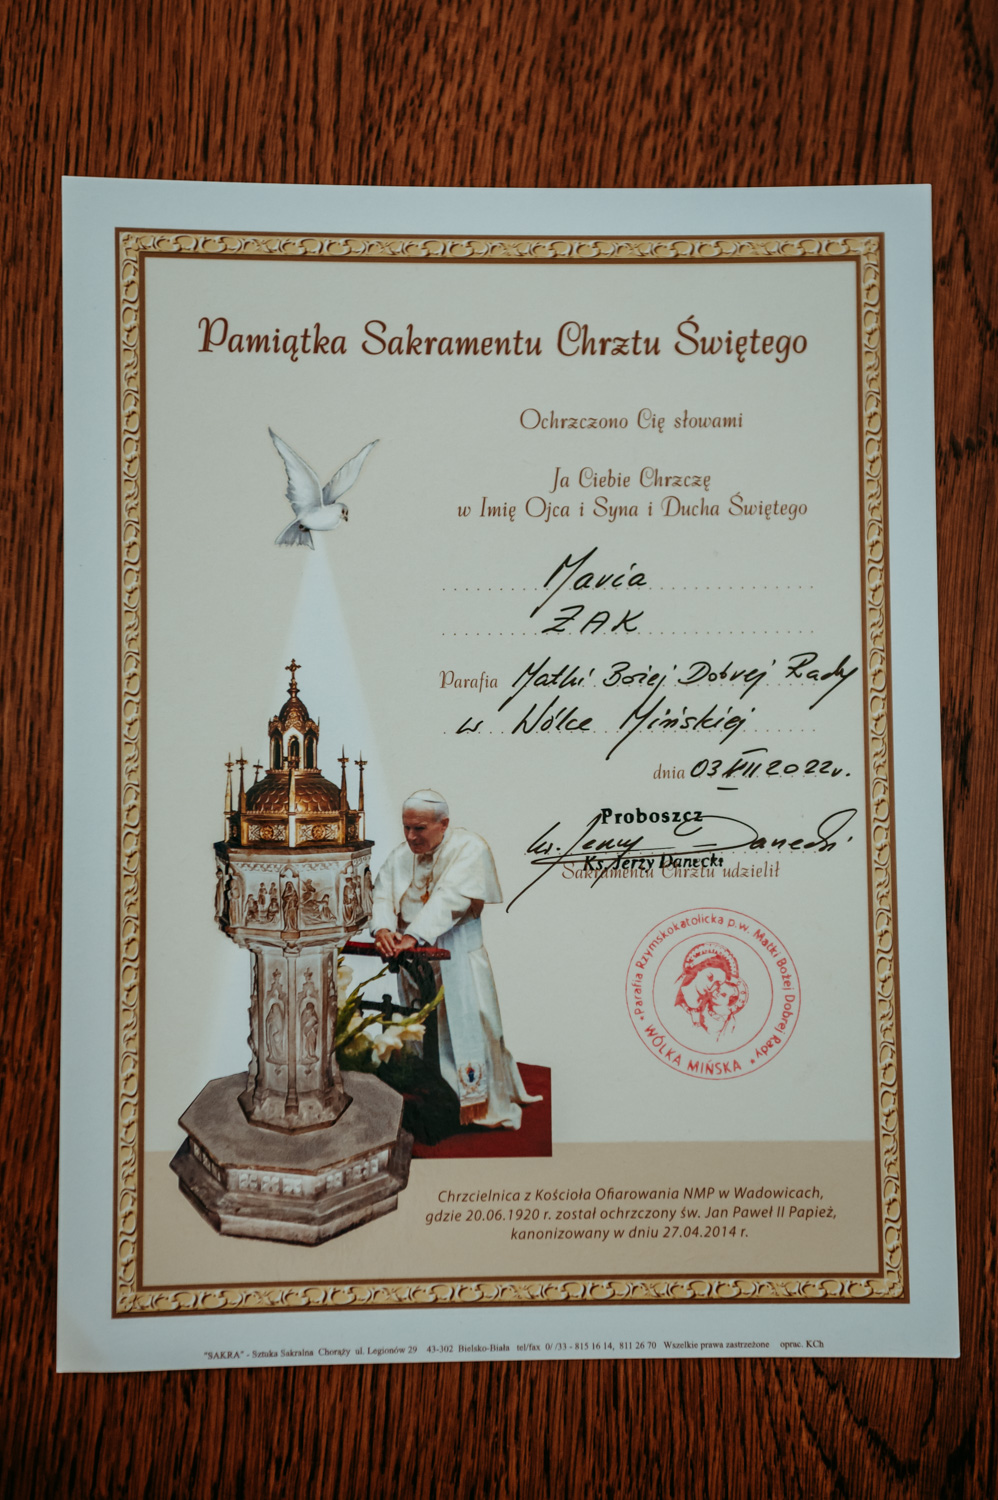 Pamiątka Sakramentu Chrztu Świętego
Ochrzczono Cię słowami
Ja Ciebie Chrzczę
w Imię Ojca i Syna i Ducha Świętego
Maria
ŻAK
Parafia Matki Bożej Dobrej Rady
w Wólce Mińskiej
dnia 03 VII 2022r.
Proboszcz
ks. Jerzy Danecki
Ks. Jerzy Danecki
Sakramentu Chrztu udzielił
*Parafia Rzymskokatolicka p.w. Matki Bożej Dobrej Rady*
WÓLKA MIŃSKA
Chrzcielnica z Kościoła Ofiarowania NMP w Wadowicach,
gdzie 20.06.1920 r. został ochrzczony św. Jan Paweł II Papież,
kanonizowany w dniu 27.04.2014 r.
"SAKRA" - Sztuka Sakralna Chorąży ul. Legionów 29 43-302 Bielsko-Biała tel/fax 0/ /33 - 815 16 14, 811 26 70 Wszelkie prawa zastrzeżone oprac. KCh